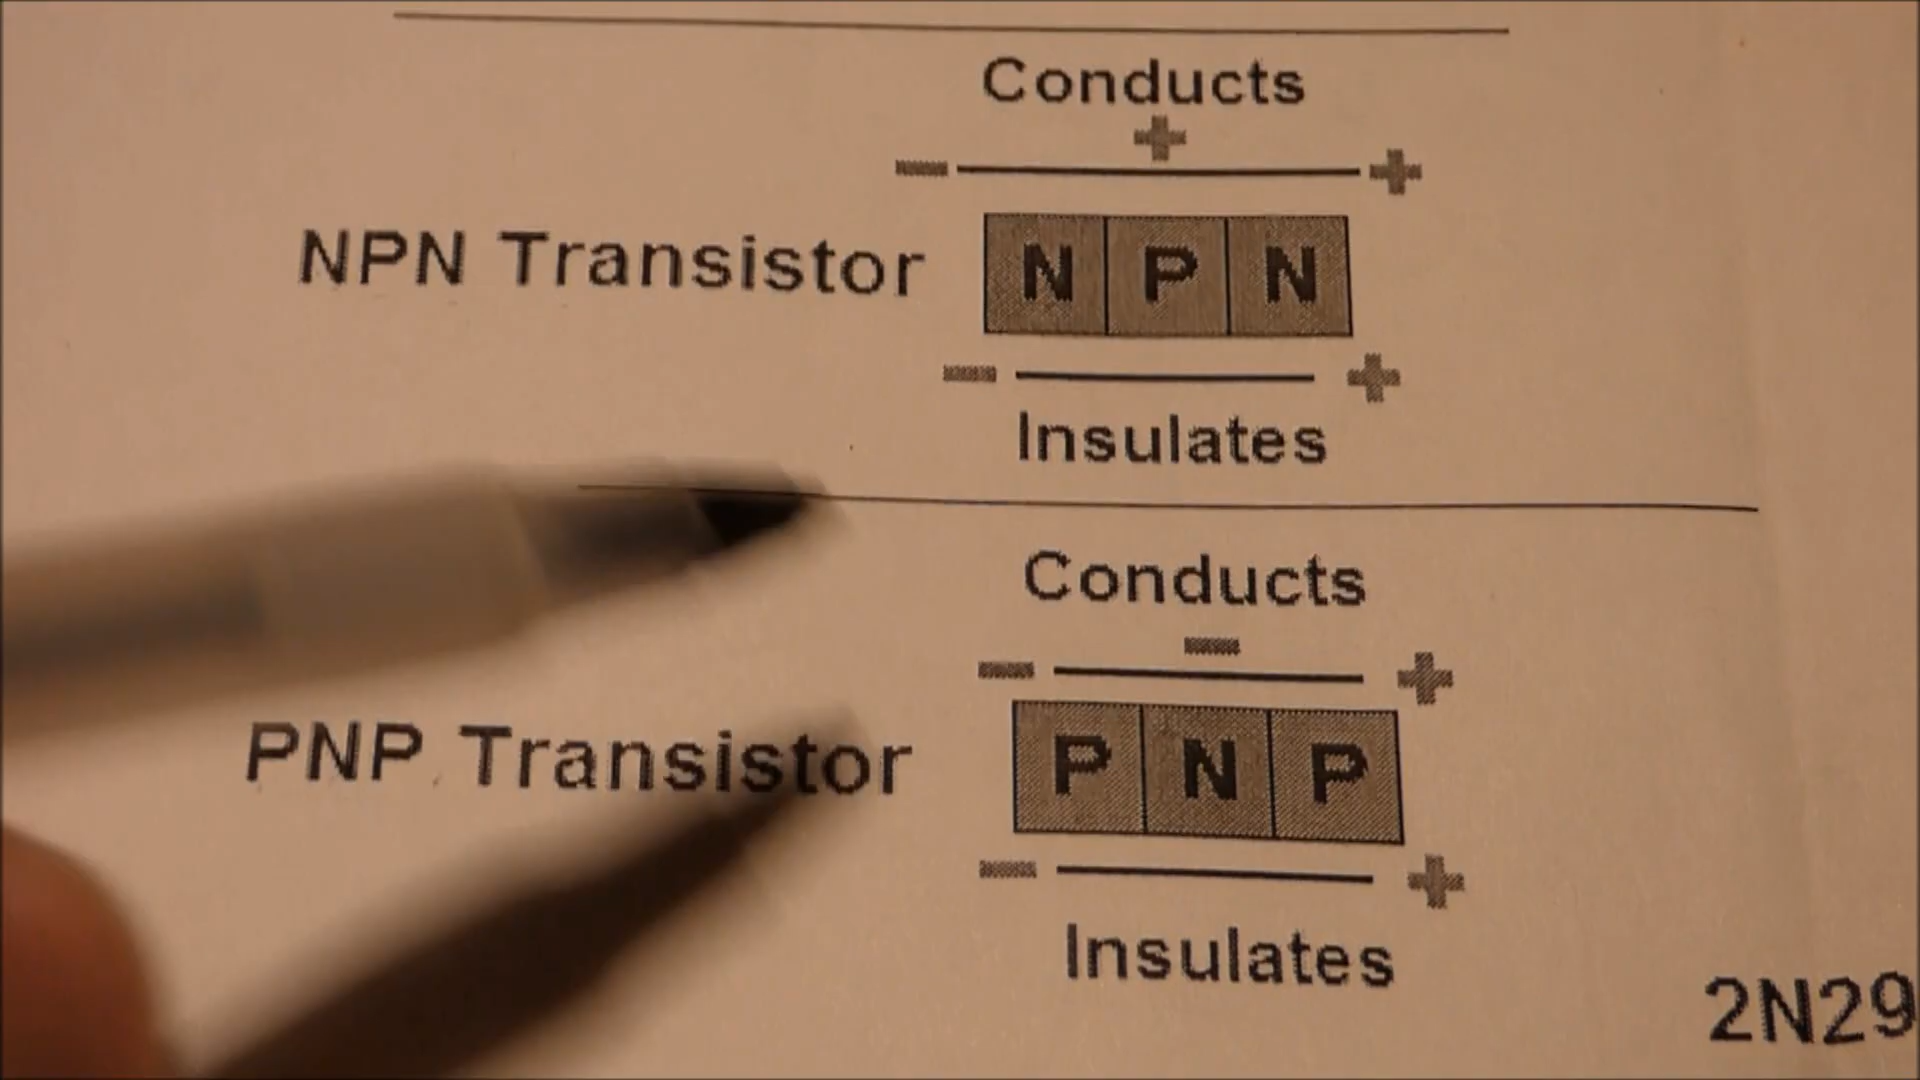 Conducts
− + +
NPN Transistor
N P N
− +
Insulates
Conducts
− − +
PNP Transistor
P N P
− +
Insulates
2N29